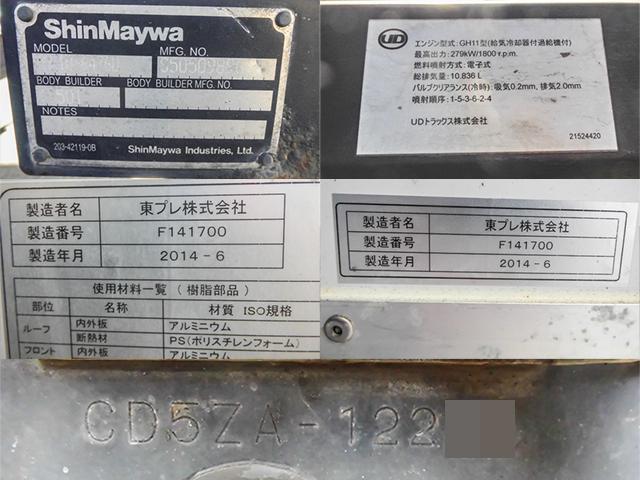 ShinMaywa
MODEL
MFG. NO.
BODY BUILDER
BODY BUILDER MFG. NO.
NOTES
203-42119-0B
ShinMaywa Industries, Ltd.
UD
エンジン型式: GH11型(給気冷却器付過給機付)
最高出力: 279kW/1800 r.p.m.
燃料噴射方式: 電子式
総排気量: 10.836 L
バルブクリアランス(冷時): 吸気0.2mm, 排気2.0mm
噴射順序: 1-5-3-6-2-4
UDトラックス株式会社
21524420
製造者名 東プレ株式会社
製造番号 F141700
製造年月 2014-6
使用材料一覧(樹脂部品)
部位 名称 材質 ISO規格
ルーフ 内外板 アルミニウム
断熱材 PS(ポリスチレンフォーム)
フロント 内外板 アルミニウム
製造者名 東プレ株式会社
製造番号 F141700
製造年月 2014-6
CD5ZA-122